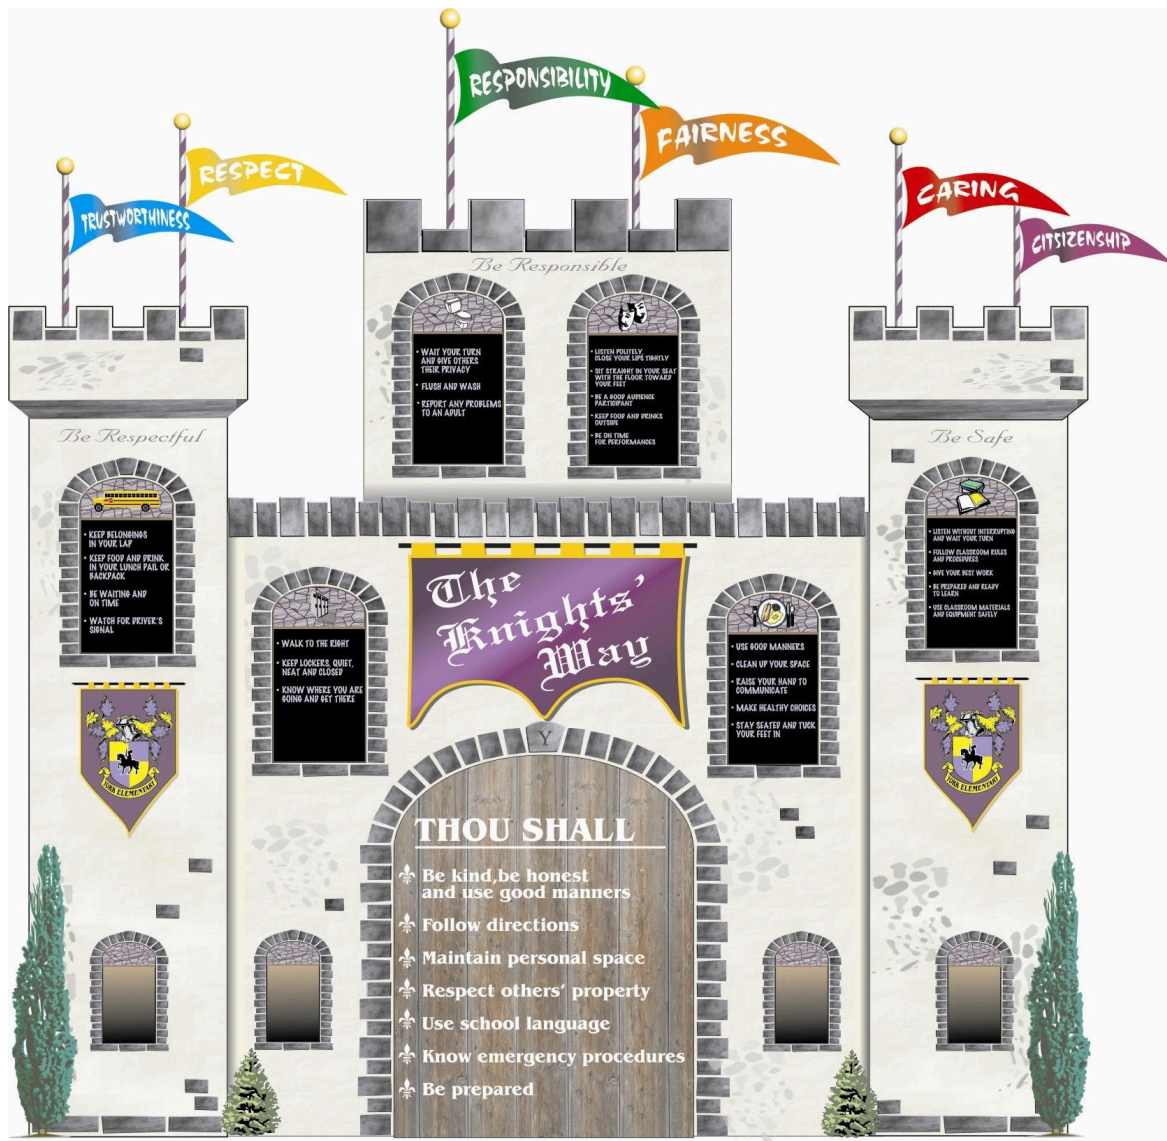 RESPONSIBILITY
FAIRNESS
RESPECT
TRUSTWORTHINESS
CARING
CITSIZENSHIP
Be Responsible
• WAIT YOUR TURN
AND GIVE OTHERS
THEIR PRIVACY
• FLUSH AND WASH
• REPORT ANY PROBLEMS
TO AN ADULT
• LISTEN POLITELY,
CLOSE YOUR LIPS TIGHTLY
• SIT STRAIGHT IN YOUR SEAT
WITH THE FLOOR TOWARD
YOUR FEET
• BE A GOOD AUDIENCE
PARTICIPANT
• KEEP FOOD AND DRINKS
OUTSIDE
• BE ON TIME
FOR PERFORMANCES
Be Respectful
• KEEP BELONGINGS
IN YOUR LAP
• KEEP FOOD AND DRINK
IN YOUR LUNCH PAIL OR
BACKPACK
• BE WAITING AND
ON TIME
• WATCH FOR DRIVER'S
SIGNAL
Be Safe
• LISTEN WITHOUT INTERRUPTING
AND WAIT YOUR TURN
• FOLLOW CLASSROOM RULES
AND PROCEDURES
• GIVE YOUR BEST WORK
• BE PREPARED AND READY
TO LEARN
• USE CLASSROOM MATERIALS
AND EQUIPMENT SAFELY
• WALK TO THE RIGHT
• KEEP LOCKERS, QUIET,
NEAT AND CLOSED
• KNOW WHERE YOU ARE
GOING AND GET THERE
The
Knights'
Way
• USE GOOD MANNERS
• CLEAN UP YOUR SPACE
• RAISE YOUR HAND TO
COMMUNICATE
• MAKE HEALTHY CHOICES
• STAY SEATED AND TUCK
YOUR FEET IN
YORK ELEMENTARY
YORK ELEMENTARY
Y
THOU SHALL
Be kind,be honest
and use good manners
Follow directions
Maintain personal space
Respect others' property
Use school language
Know emergency procedures
Be prepared